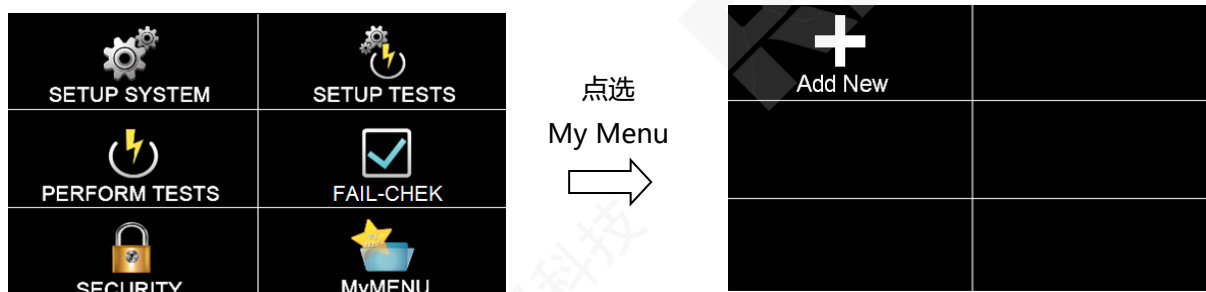 SETUP SYSTEM
SETUP TESTS
PERFORM TESTS
FAIL-CHEK
SECURITY
MyMENU
点选
My Menu
Add New